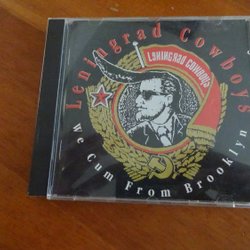 Leningrad Cowboys
LENINGRAD COWBOYS
We Cum From Brooklyn